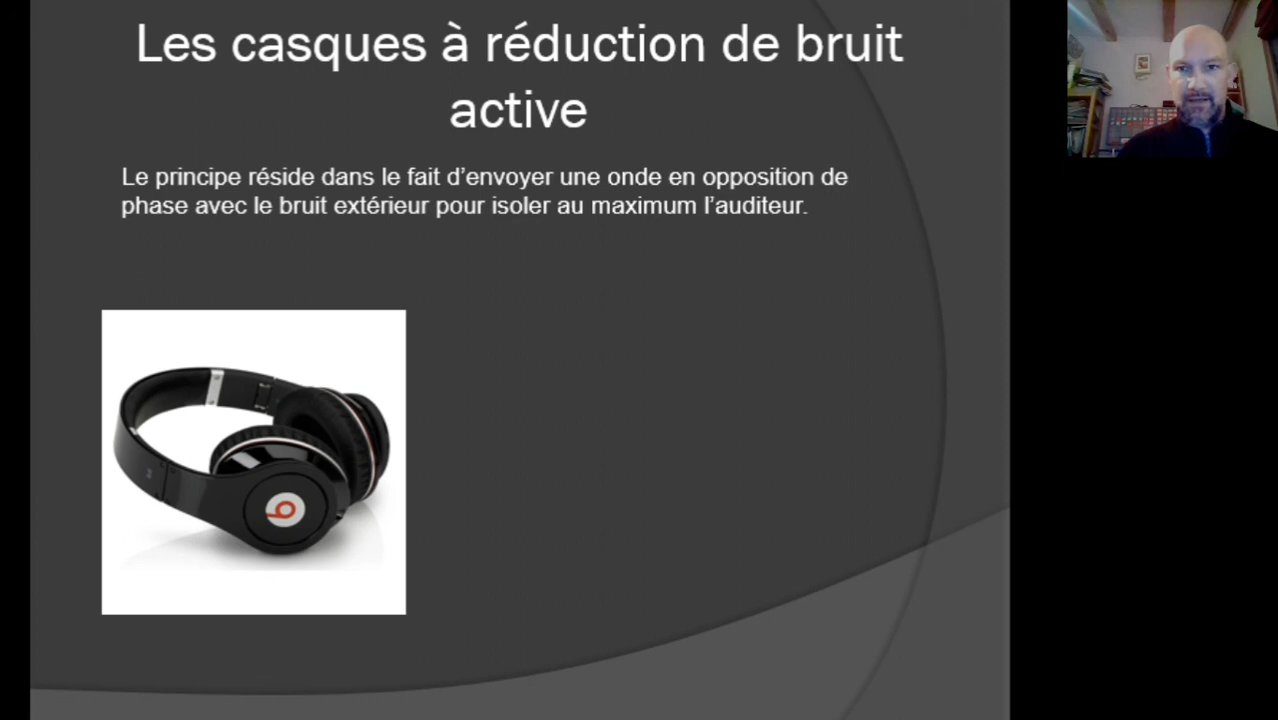 Les casques à réduction de bruit
active
Le principe réside dans le fait d’envoyer une onde en opposition de
phase avec le bruit extérieur pour isoler au maximum l’auditeur.
b